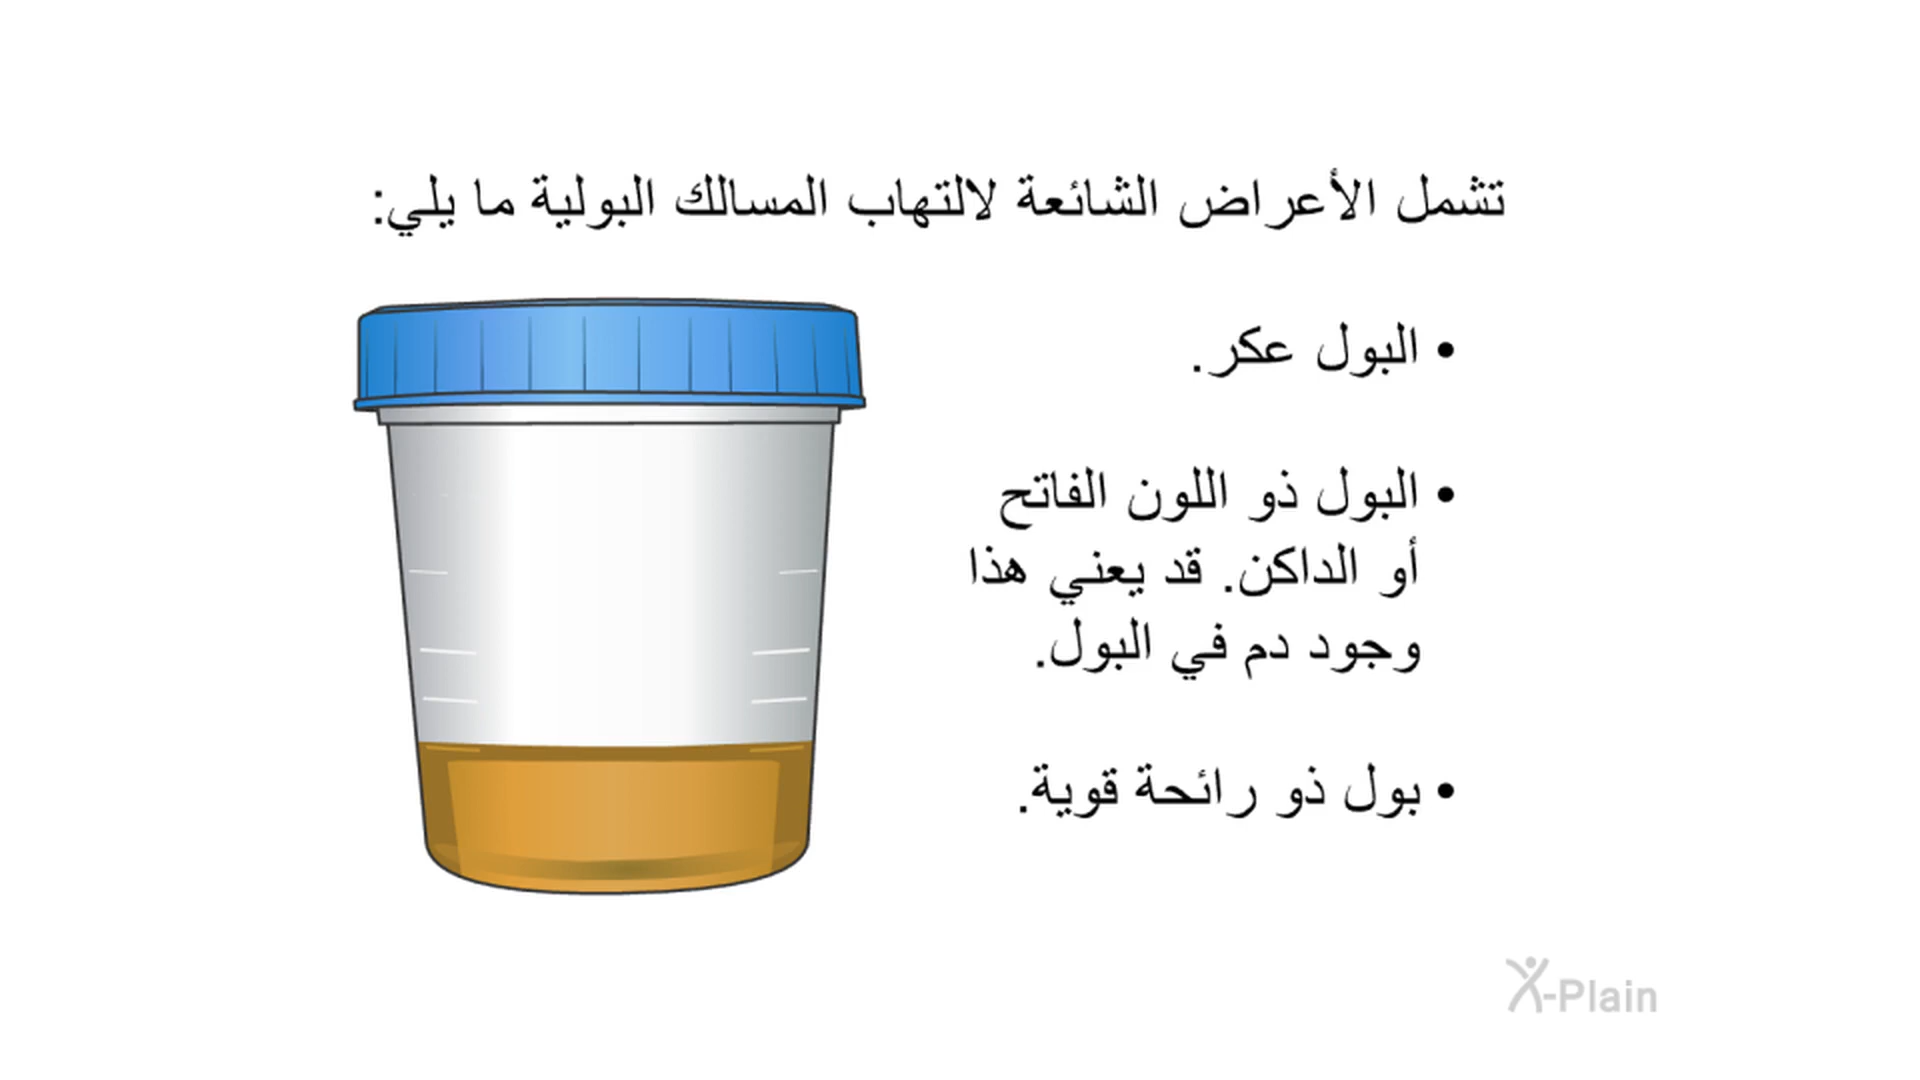 تشمل الأعراض الشائعة لالتهاب المسالك البولية ما يلي:
• البول عكر.
• البول ذو اللون الفاتح
أو الداكن. قد يعني هذا
وجود دم في البول.
• بول ذو رائحة قوية.
X-Plain